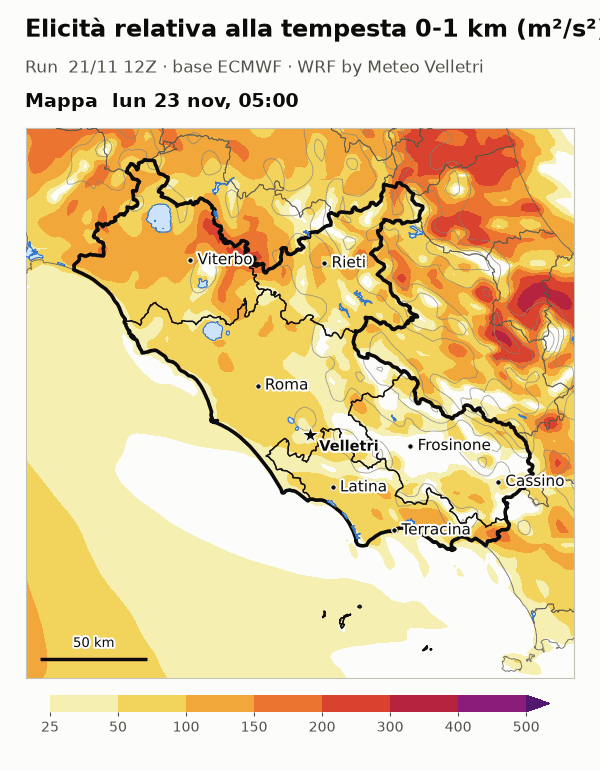 Elicità relativa alla tempesta 0-1 km (m²/s²)
Run 21/11 12Z · base ECMWF · WRF by Meteo Velletri
Mappa lun 23 nov, 05:00
Viterbo
Rieti
Roma
Velletri
Frosinone
Latina
Cassino
Terracina
50 km
25 50 100 150 200 300 400 500